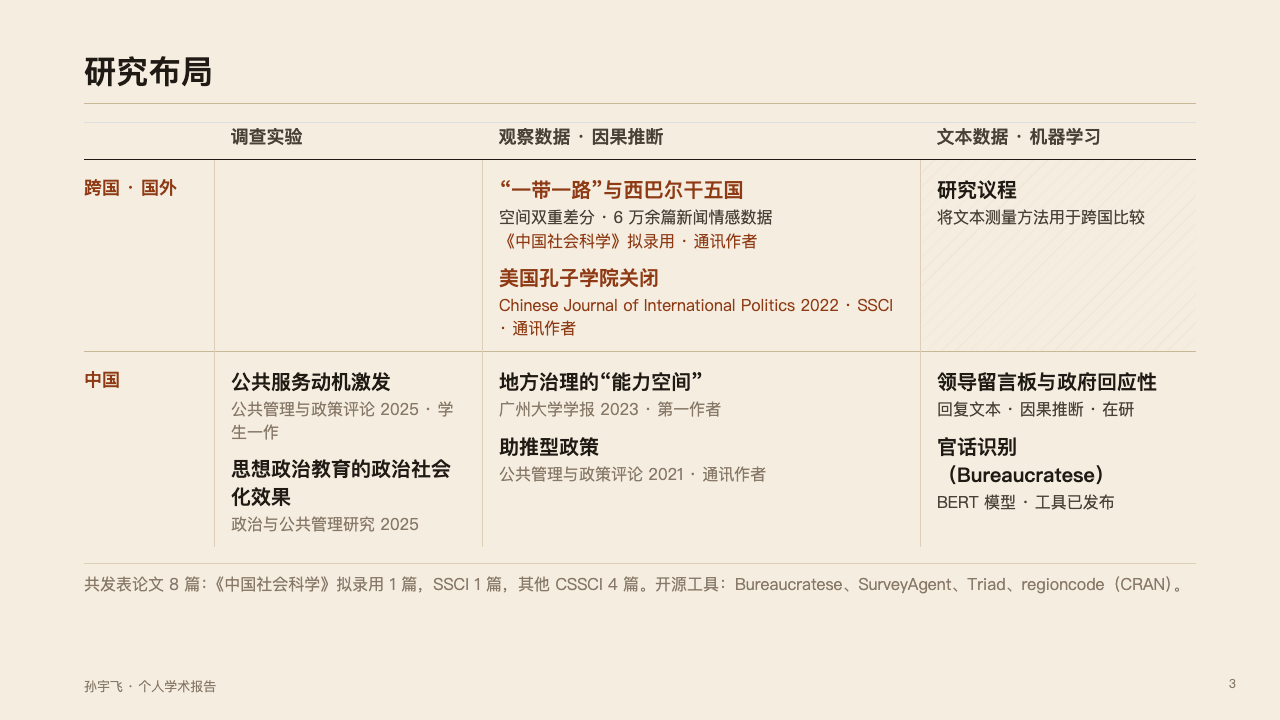 研究布局
调查实验
观察数据 · 因果推断
文本数据 · 机器学习
跨国 · 国外
“一带一路”与西巴尔干五国
空间双重差分 · 6 万余篇新闻情感数据
《中国社会科学》拟录用 · 通讯作者
美国孔子学院关闭
Chinese Journal of International Politics 2022 · SSCI
· 通讯作者
研究议程
将文本测量方法用于跨国比较
中国
公共服务动机激发
公共管理与政策评论 2025 · 学
生一作
思想政治教育的政治社会
化效果
政治与公共管理研究 2025
地方治理的“能力空间”
广州大学学报 2023 · 第一作者
助推型政策
公共管理与政策评论 2021 · 通讯作者
领导留言板与政府回应性
回复文本 · 因果推断 · 在研
官话识别
（Bureaucratese）
BERT 模型 · 工具已发布
共发表论文 8 篇：《中国社会科学》拟录用 1 篇，SSCI 1 篇，其他 CSSCI 4 篇。开源工具：Bureaucratese、SurveyAgent、Triad、regioncode（CRAN）。
孙宇飞 · 个人学术报告
3